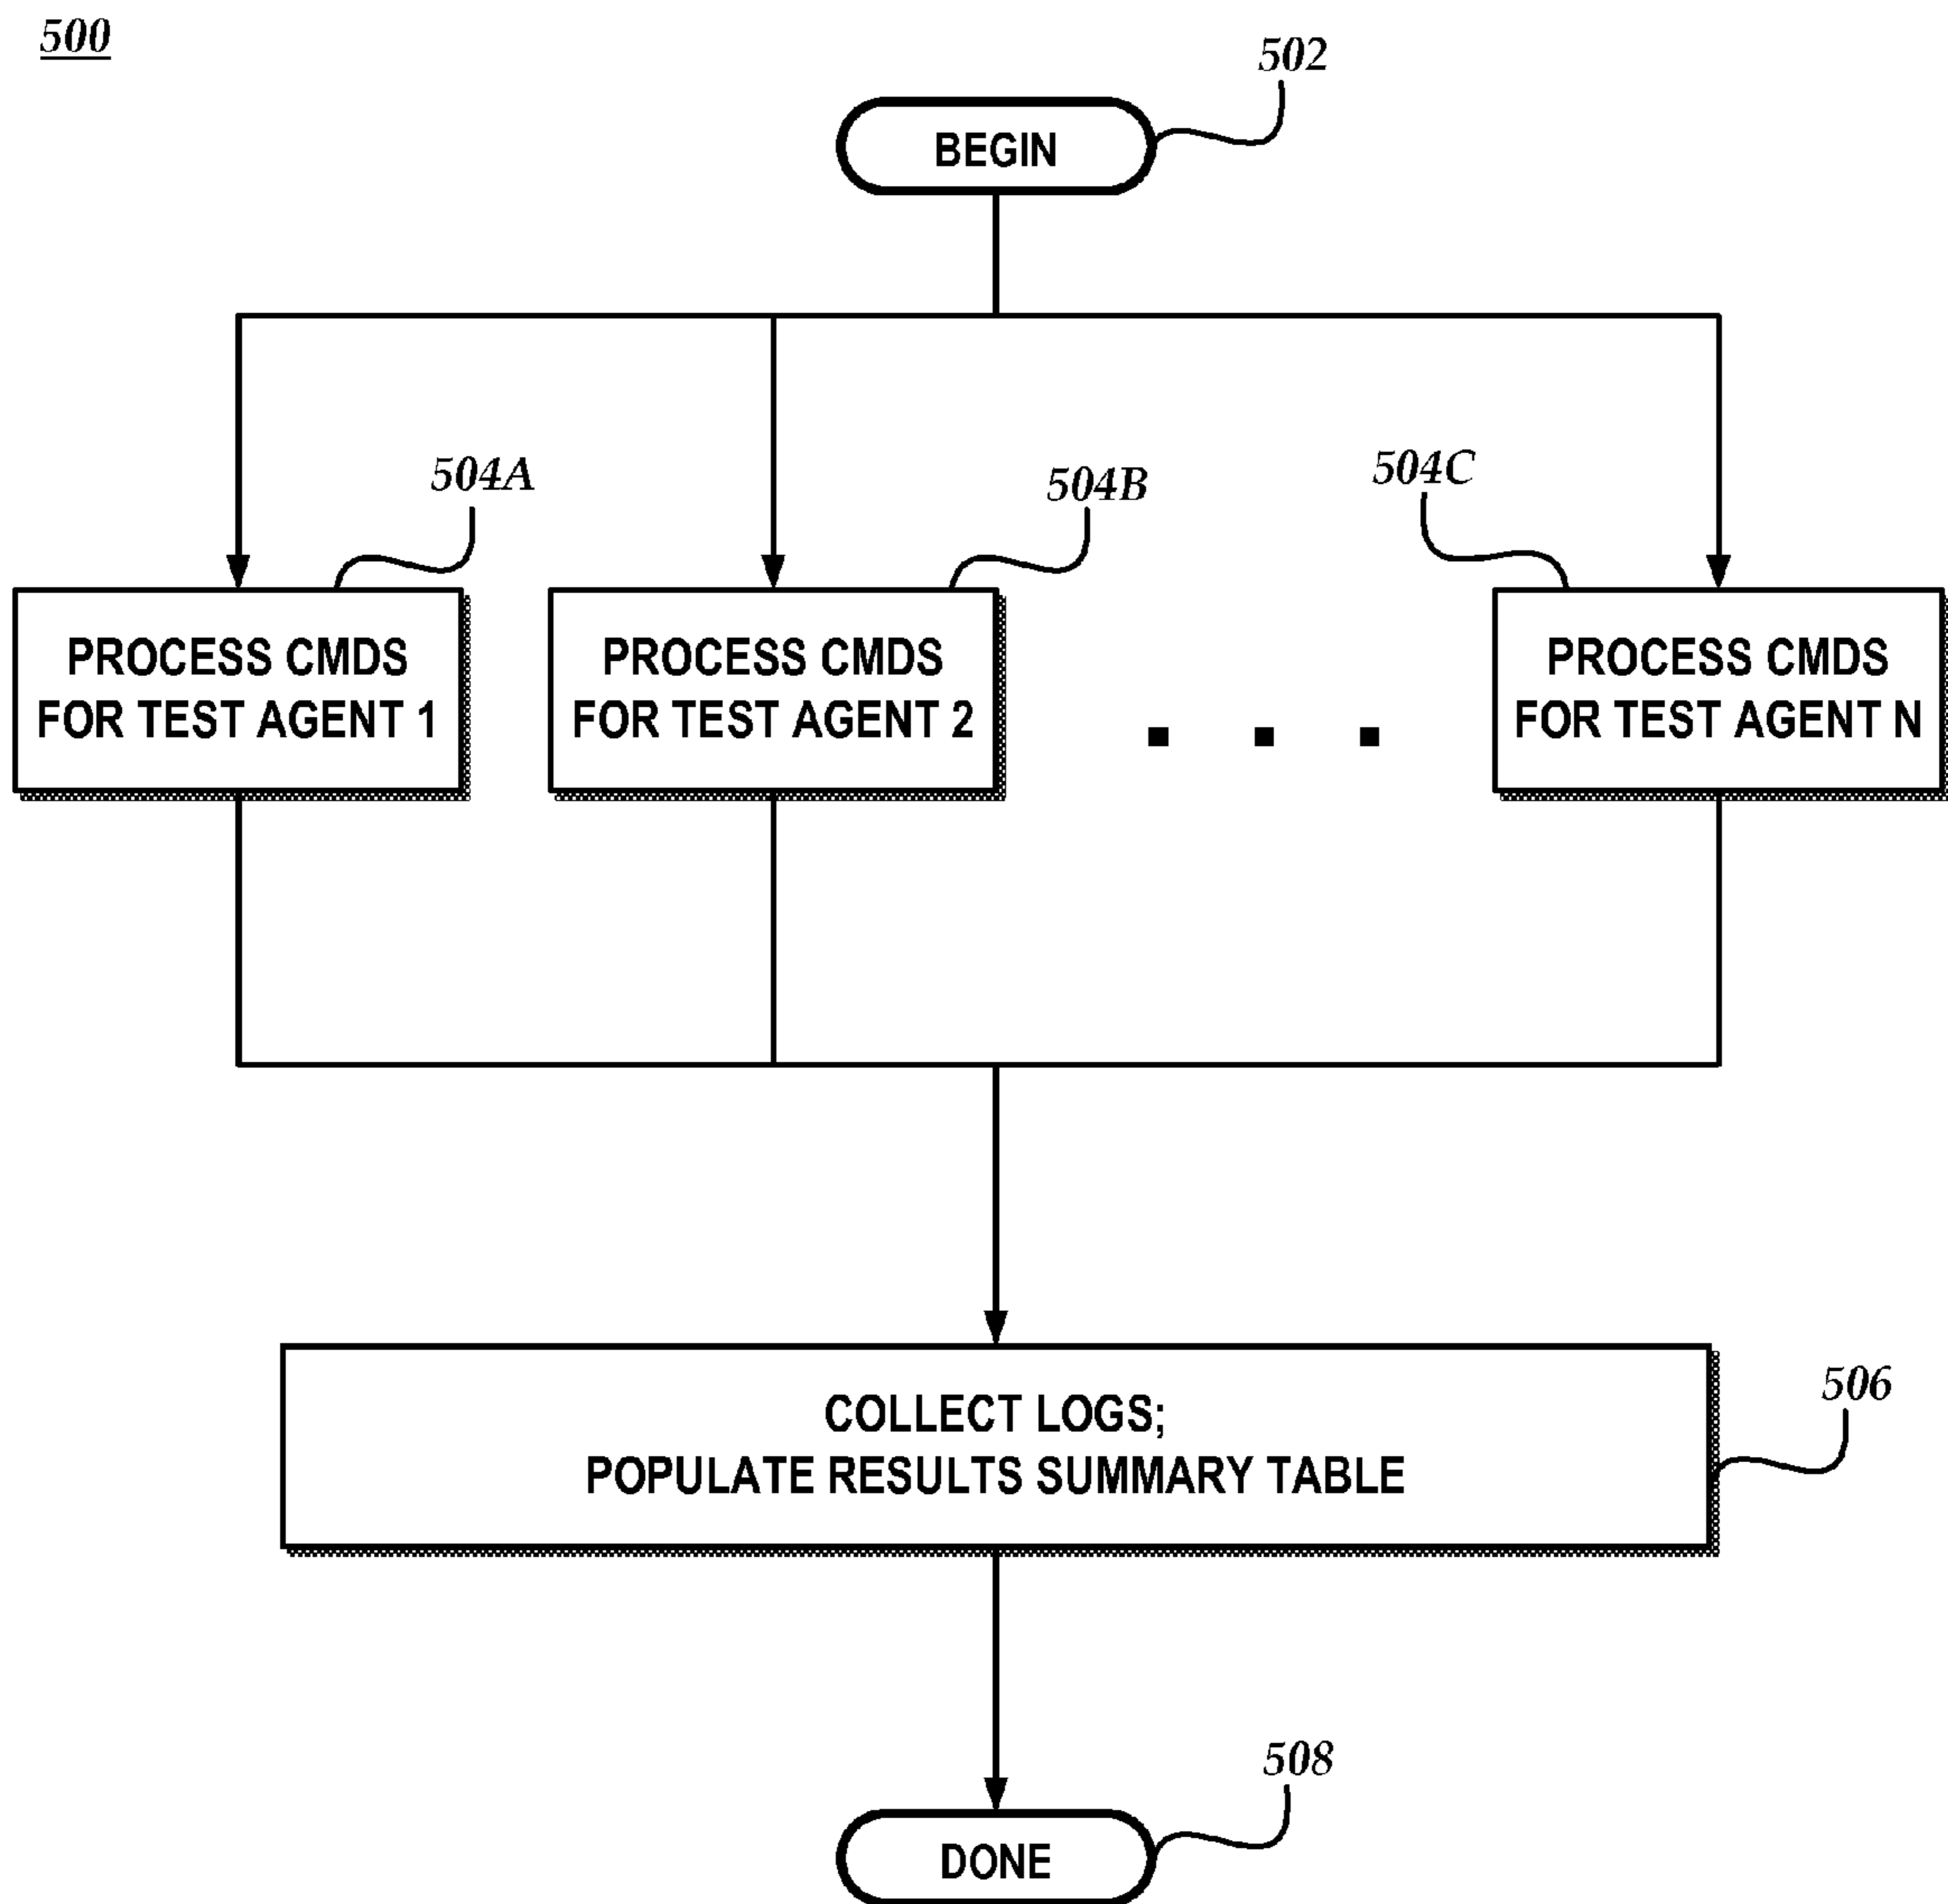 500
502
BEGIN
504A
504B
504C
PROCESS CMDS
FOR TEST AGENT 1
PROCESS CMDS
FOR TEST AGENT 2
. . .
PROCESS CMDS
FOR TEST AGENT N
COLLECT LOGS;
POPULATE RESULTS SUMMARY TABLE
506
508
DONE